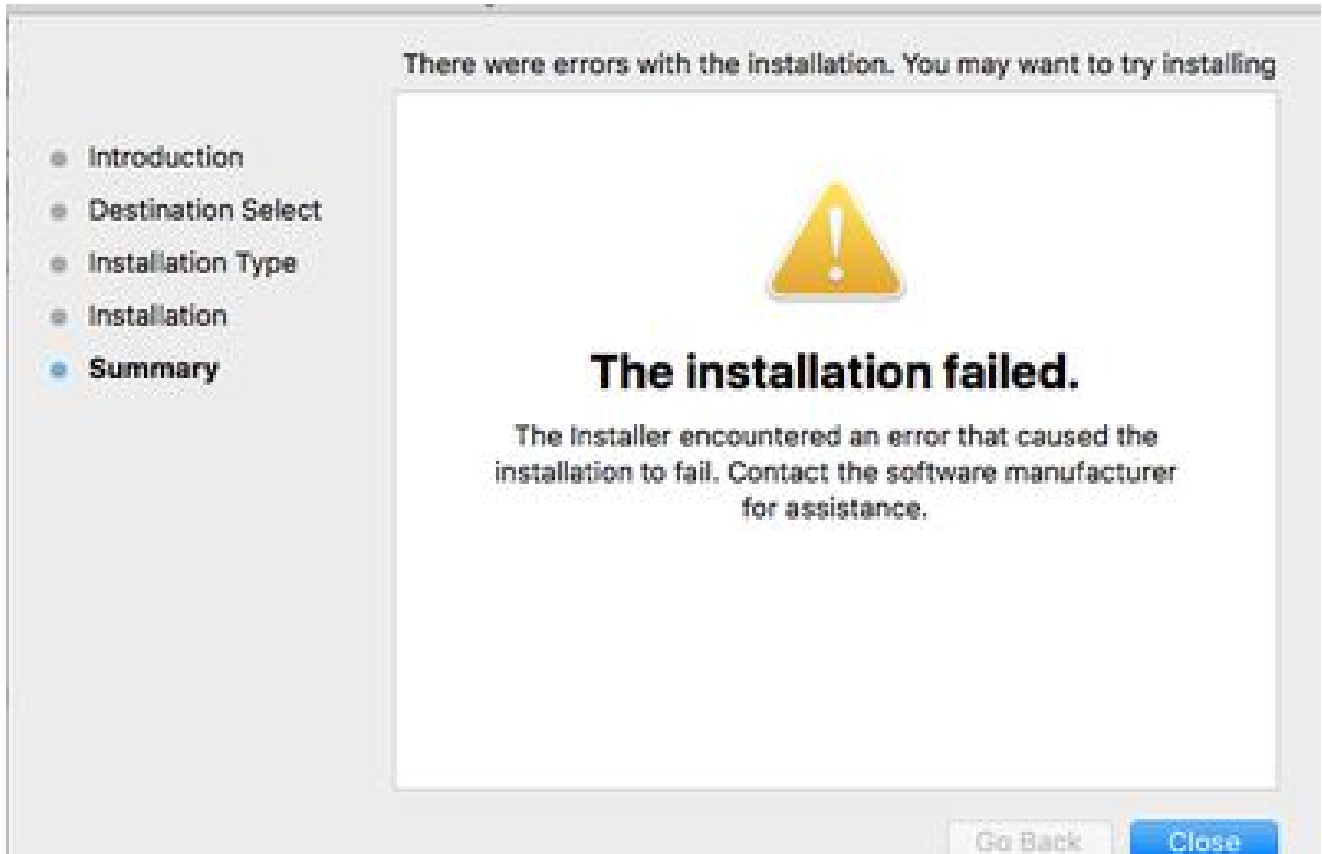 There were errors with the installation. You may want to try installing
Introduction
Destination Select
Installation Type
Installation
Summary
The installation failed.
The Installer encountered an error that caused the
installation to fail. Contact the software manufacturer
for assistance.
Go Back
Close